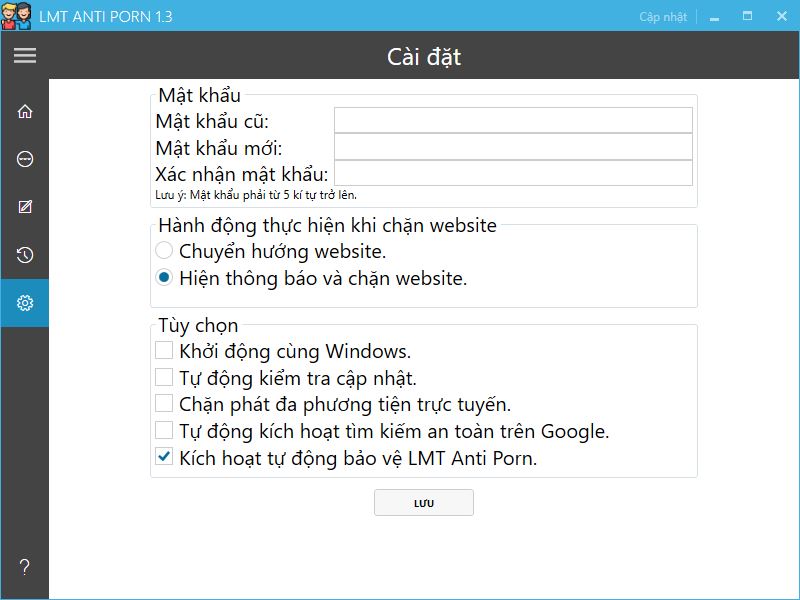 LMT ANTI PORN 1.3
Cập nhật
Cài đặt
Mật khẩu
Mật khẩu cũ:
Mật khẩu mới:
Xác nhận mật khẩu:
Lưu ý: Mật khẩu phải từ 5 kí tự trở lên.
Hành động thực hiện khi chặn website
Chuyển hướng website.
Hiện thông báo và chặn website.
Tùy chọn
Khởi động cùng Windows.
Tự động kiểm tra cập nhật.
Chặn phát đa phương tiện trực tuyến.
Tự động kích hoạt tìm kiếm an toàn trên Google.
Kích hoạt tự động bảo vệ LMT Anti Porn.
LƯU
?